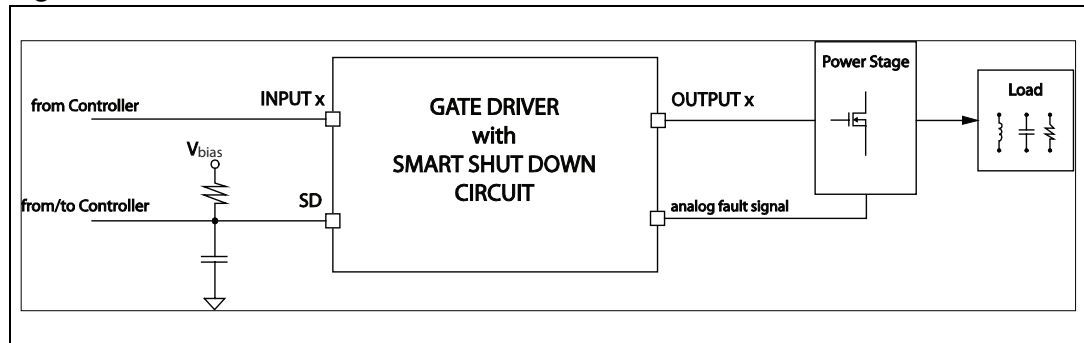 from Controller
INPUT x
Vbias
from/to Controller
SD
GATE DRIVER
with
SMART SHUT DOWN
CIRCUIT
OUTPUT x
analog fault signal
Power Stage
Load